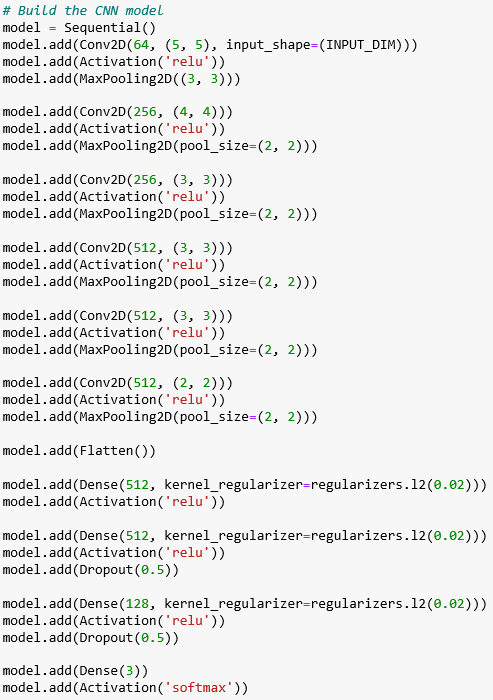 # Build the CNN model
model = Sequential()
model.add(Conv2D(64, (5, 5), input_shape=(INPUT_DIM)))
model.add(Activation('relu'))
model.add(MaxPooling2D((3, 3)))

model.add(Conv2D(256, (4, 4)))
model.add(Activation('relu'))
model.add(MaxPooling2D(pool_size=(2, 2)))

model.add(Conv2D(256, (3, 3)))
model.add(Activation('relu'))
model.add(MaxPooling2D(pool_size=(2, 2)))

model.add(Conv2D(512, (3, 3)))
model.add(Activation('relu'))
model.add(MaxPooling2D(pool_size=(2, 2)))

model.add(Conv2D(512, (3, 3)))
model.add(Activation('relu'))
model.add(MaxPooling2D(pool_size=(2, 2)))

model.add(Conv2D(512, (2, 2)))
model.add(Activation('relu'))
model.add(MaxPooling2D(pool_size=(2, 2)))

model.add(Flatten())

model.add(Dense(512, kernel_regularizer=regularizers.l2(0.02)))
model.add(Activation('relu'))

model.add(Dense(512, kernel_regularizer=regularizers.l2(0.02)))
model.add(Activation('relu'))
model.add(Dropout(0.5))

model.add(Dense(128, kernel_regularizer=regularizers.l2(0.02)))
model.add(Activation('relu'))
model.add(Dropout(0.5))

model.add(Dense(3))
model.add(Activation('softmax'))